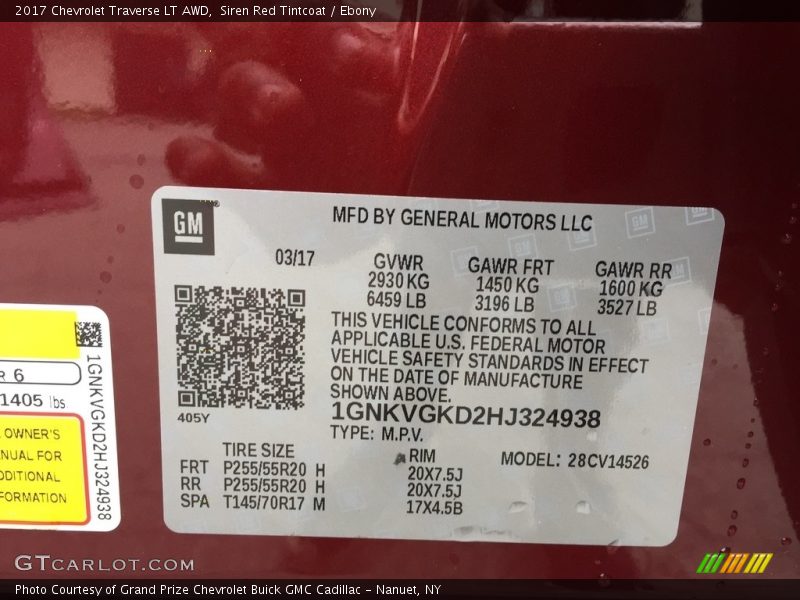 2017 Chevrolet Traverse LT AWD,  Siren Red Tintcoat / Ebony
GM
MFD BY GENERAL MOTORS LLC
03/17
GVWR GAWR FRT GAWR RR
2930 KG 1450 KG 1600 KG
6459 LB 3196 LB 3527 LB
THIS VEHICLE CONFORMS TO ALL
APPLICABLE U.S. FEDERAL MOTOR
VEHICLE SAFETY STANDARDS IN EFFECT
ON THE DATE OF MANUFACTURE
SHOWN ABOVE.
405Y
1GNKVGKD2HJ324938
TYPE: M.P.V.
TIRE SIZE RIM MODEL: 28CV14526
FRT P255/55R20 H 20X7.5J
RR P255/55R20 H 20X7.5J
SPA T145/70R17 M 17X4.5B
R 6
1405 lbs
OWNER'S
NUAL FOR
DDITIONAL
FORMATION
1GNKVGKD2HJ324938
GTCARLOT.COM
Photo Courtesy of Grand Prize Chevrolet Buick GMC Cadillac - Nanuet, NY